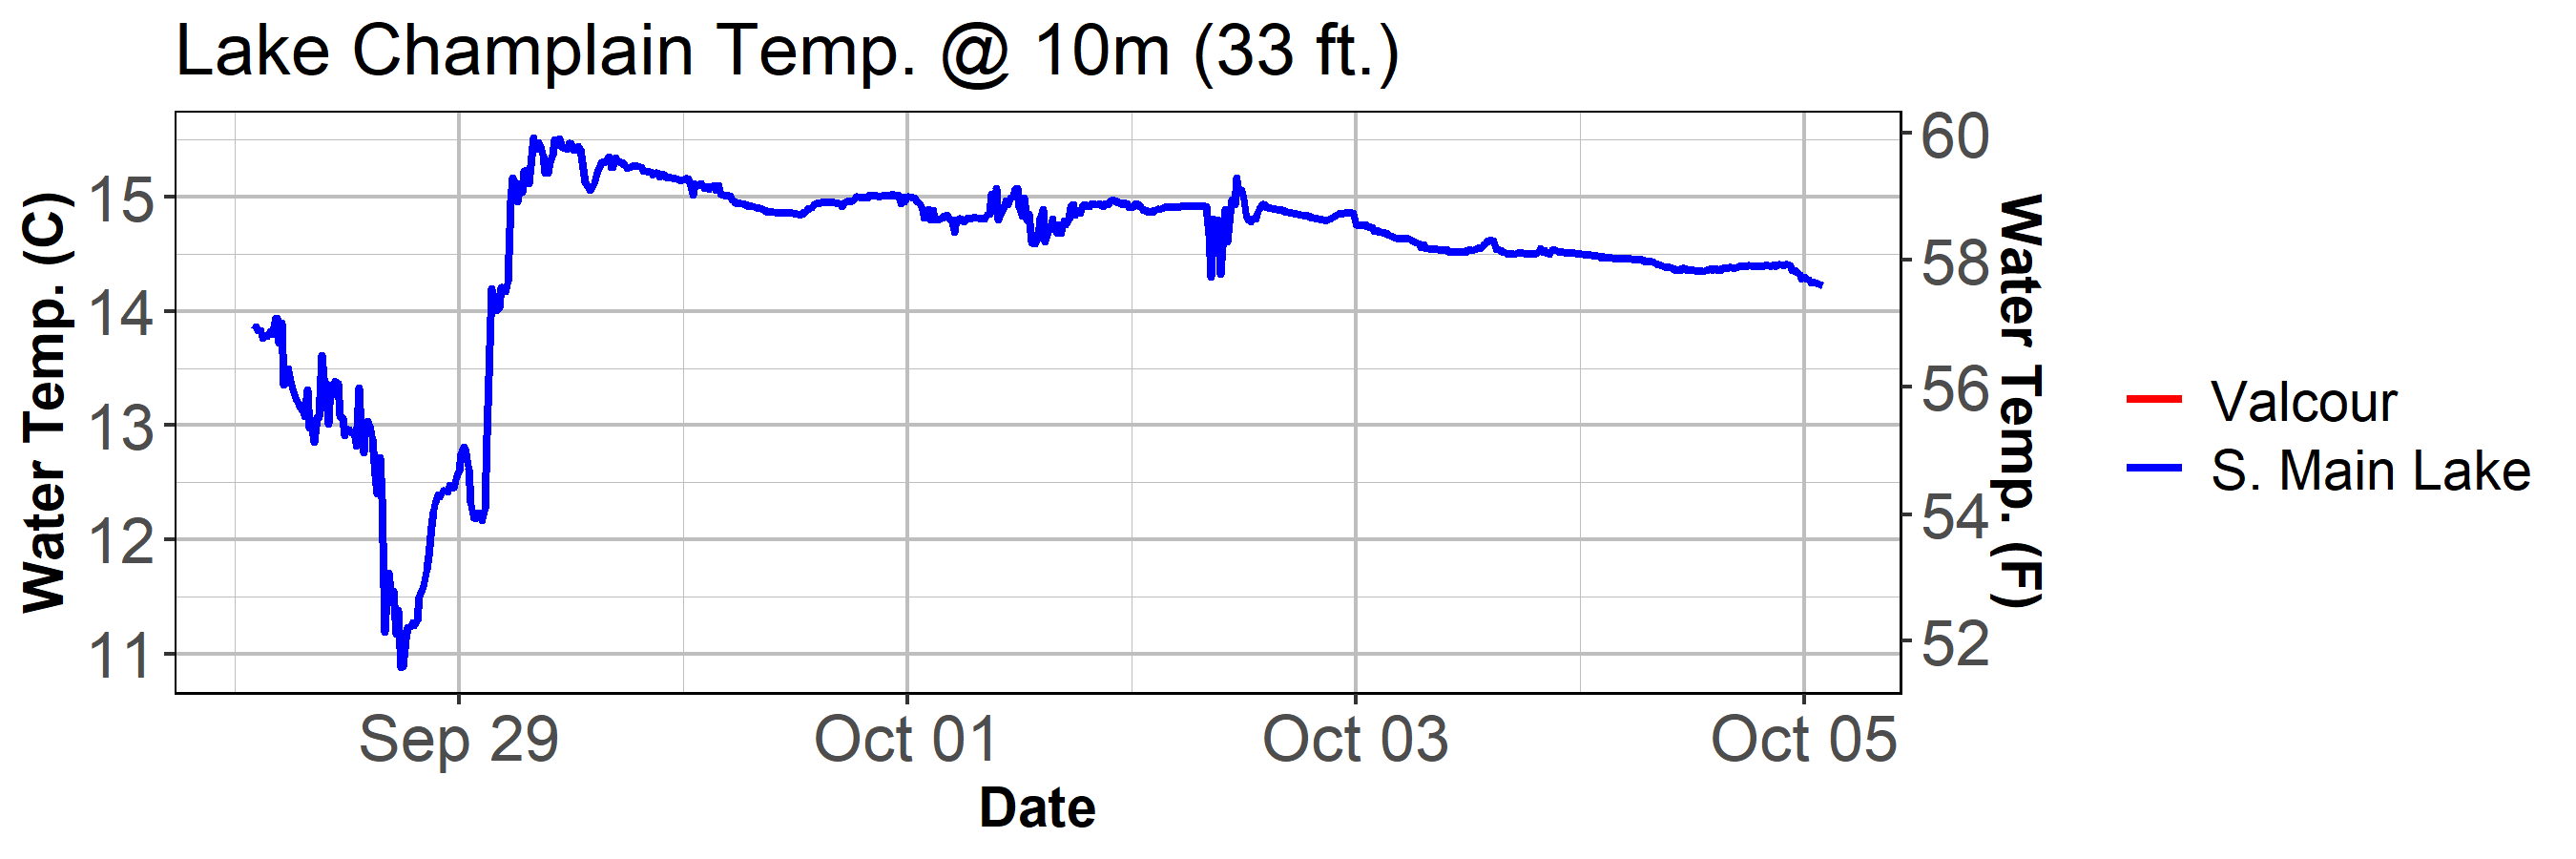 Lake Champlain Temp. @ 10m (33 ft.)
Water Temp. (C)
15
14
13
12
11
60
58
56
54
52
Water Temp. (F)
Sep 29
Oct 01
Oct 03
Oct 05
Date
Valcour
S. Main Lake